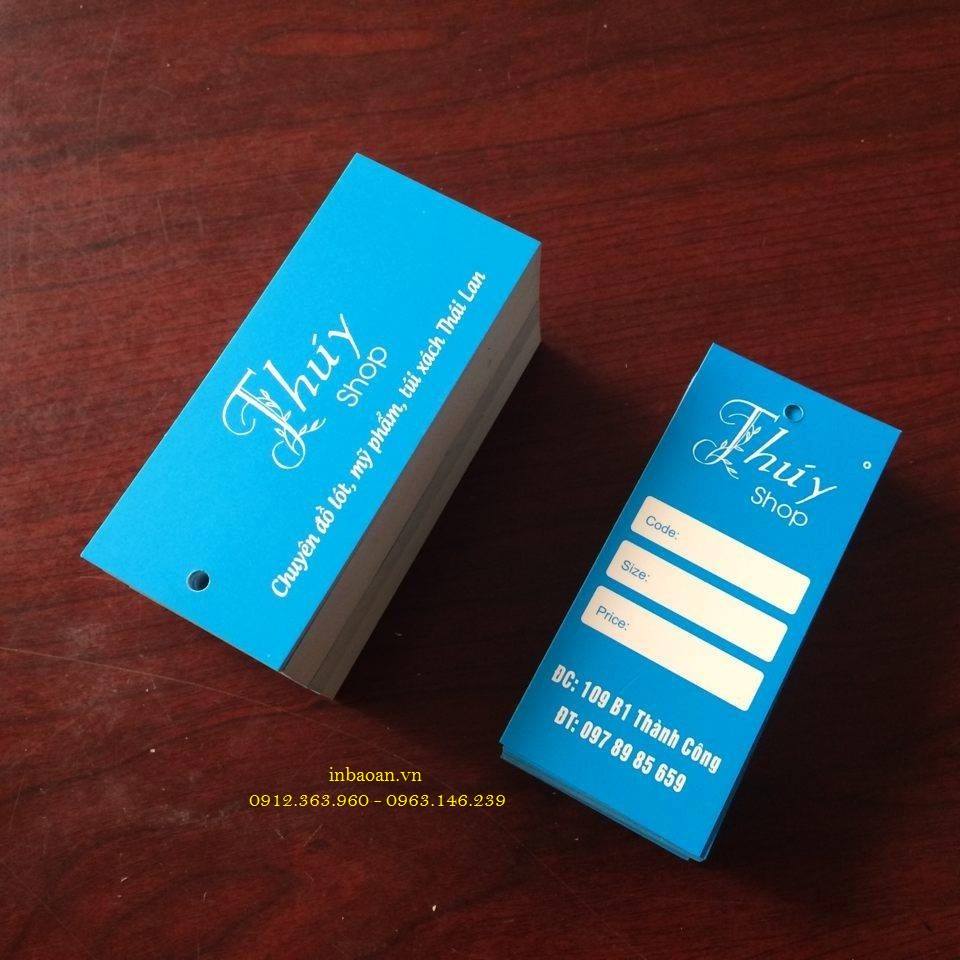 Thúy
Shop
Chuyên đồ lót, mỹ phẩm, túi xách Thái Lan
Thúy
Shop
Code:
Size:
Price:
ĐC: 109 B1 Thành Công
ĐT: 097 89 85 659
inbaoan.vn
0912.363.960 - 0963.146.239